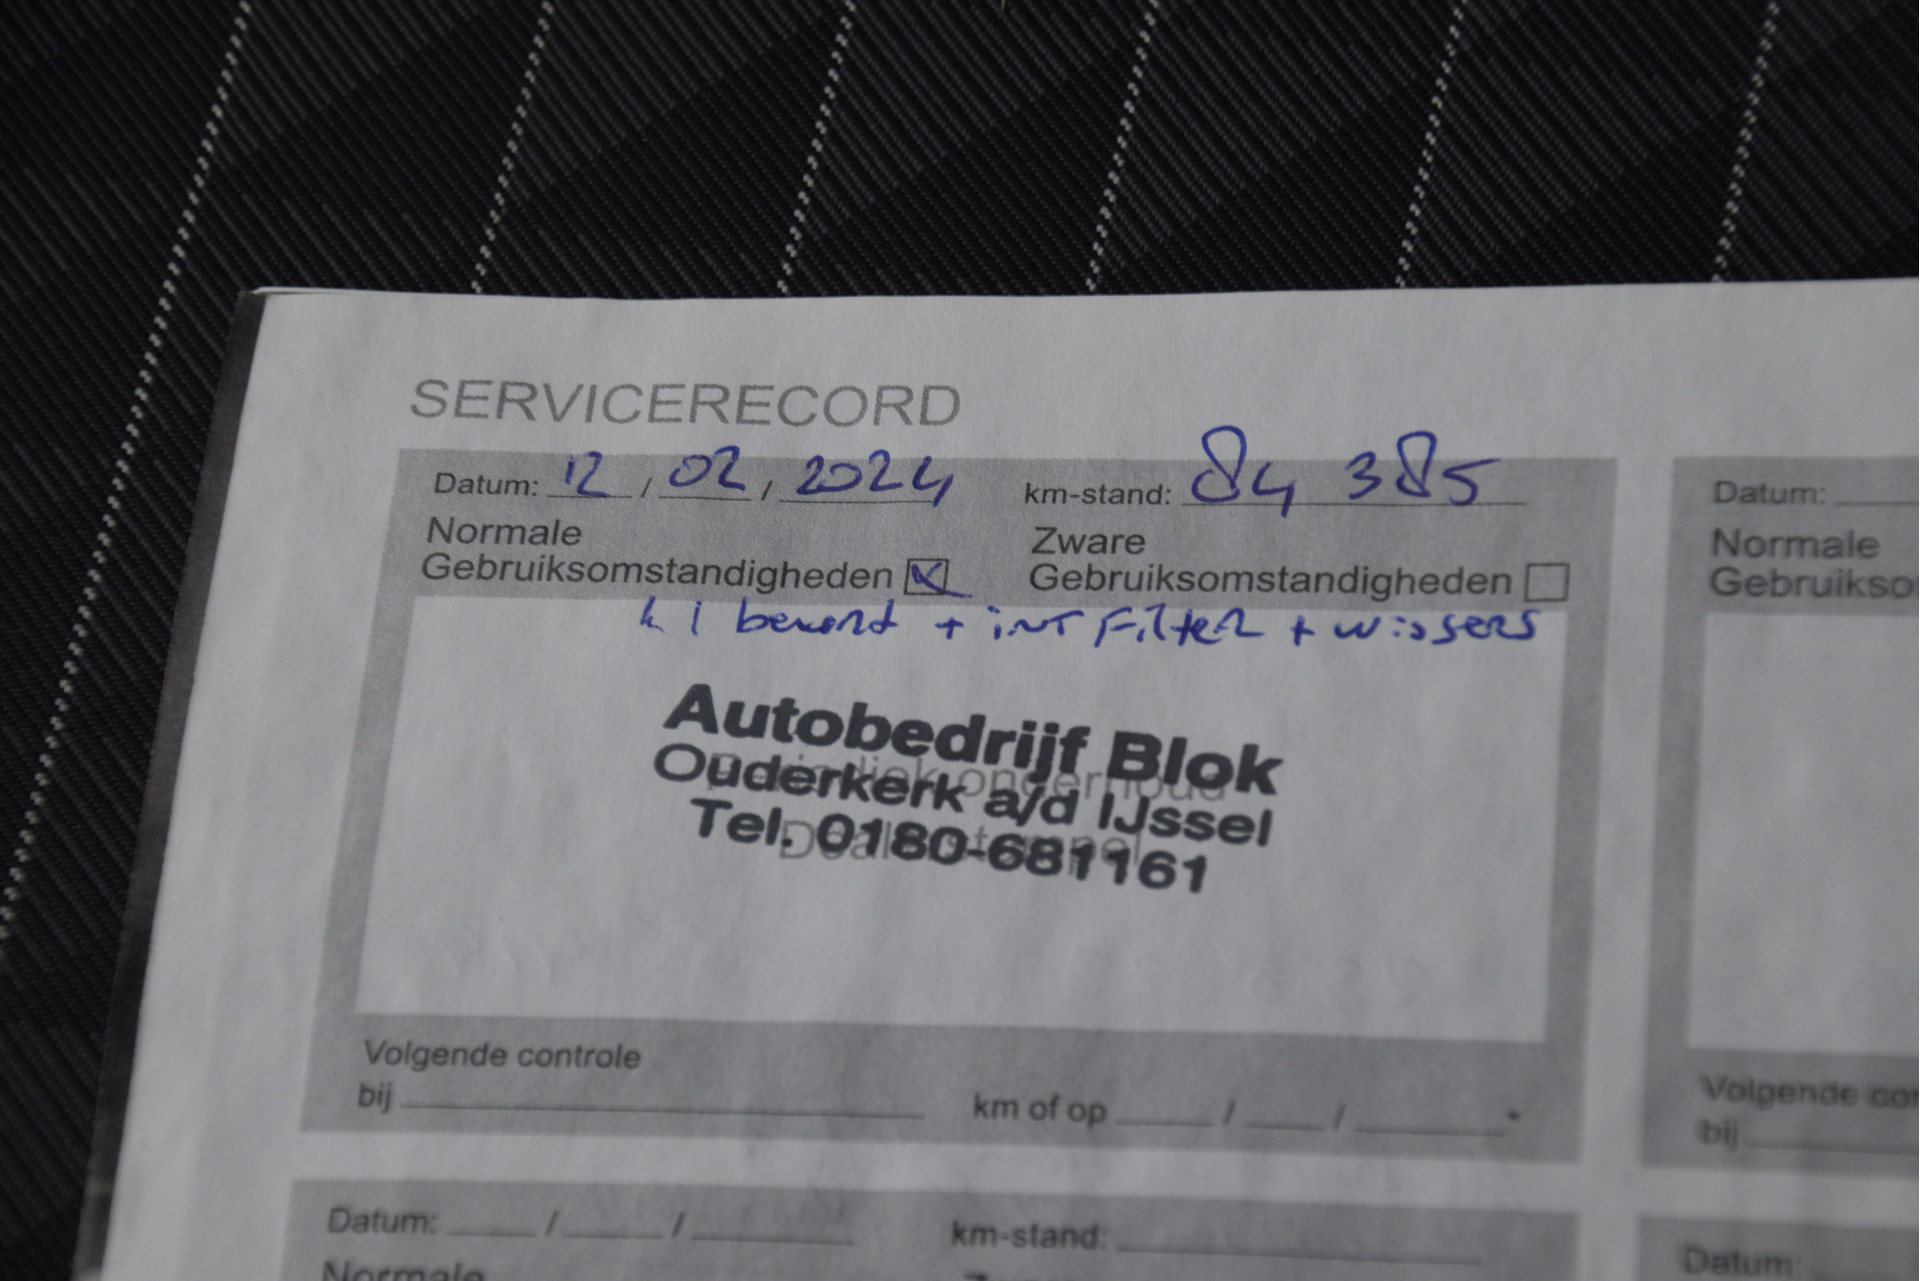 SERVICERECORD
Datum: 12 / 02 / 2024 km-stand: 84 385
Normale Gebruiksomstandigheden Zware Gebruiksomstandigheden
+ int Filter + wissers
Autobedrijf Blok
Ouderkerk a/d IJssel
Tel. 0180-681161
Volgende controle
bij km of op / /
Datum: / / km-stand:
Normale
Datum:
Normale
Gebruikso
Volgende con
bij
Datum: